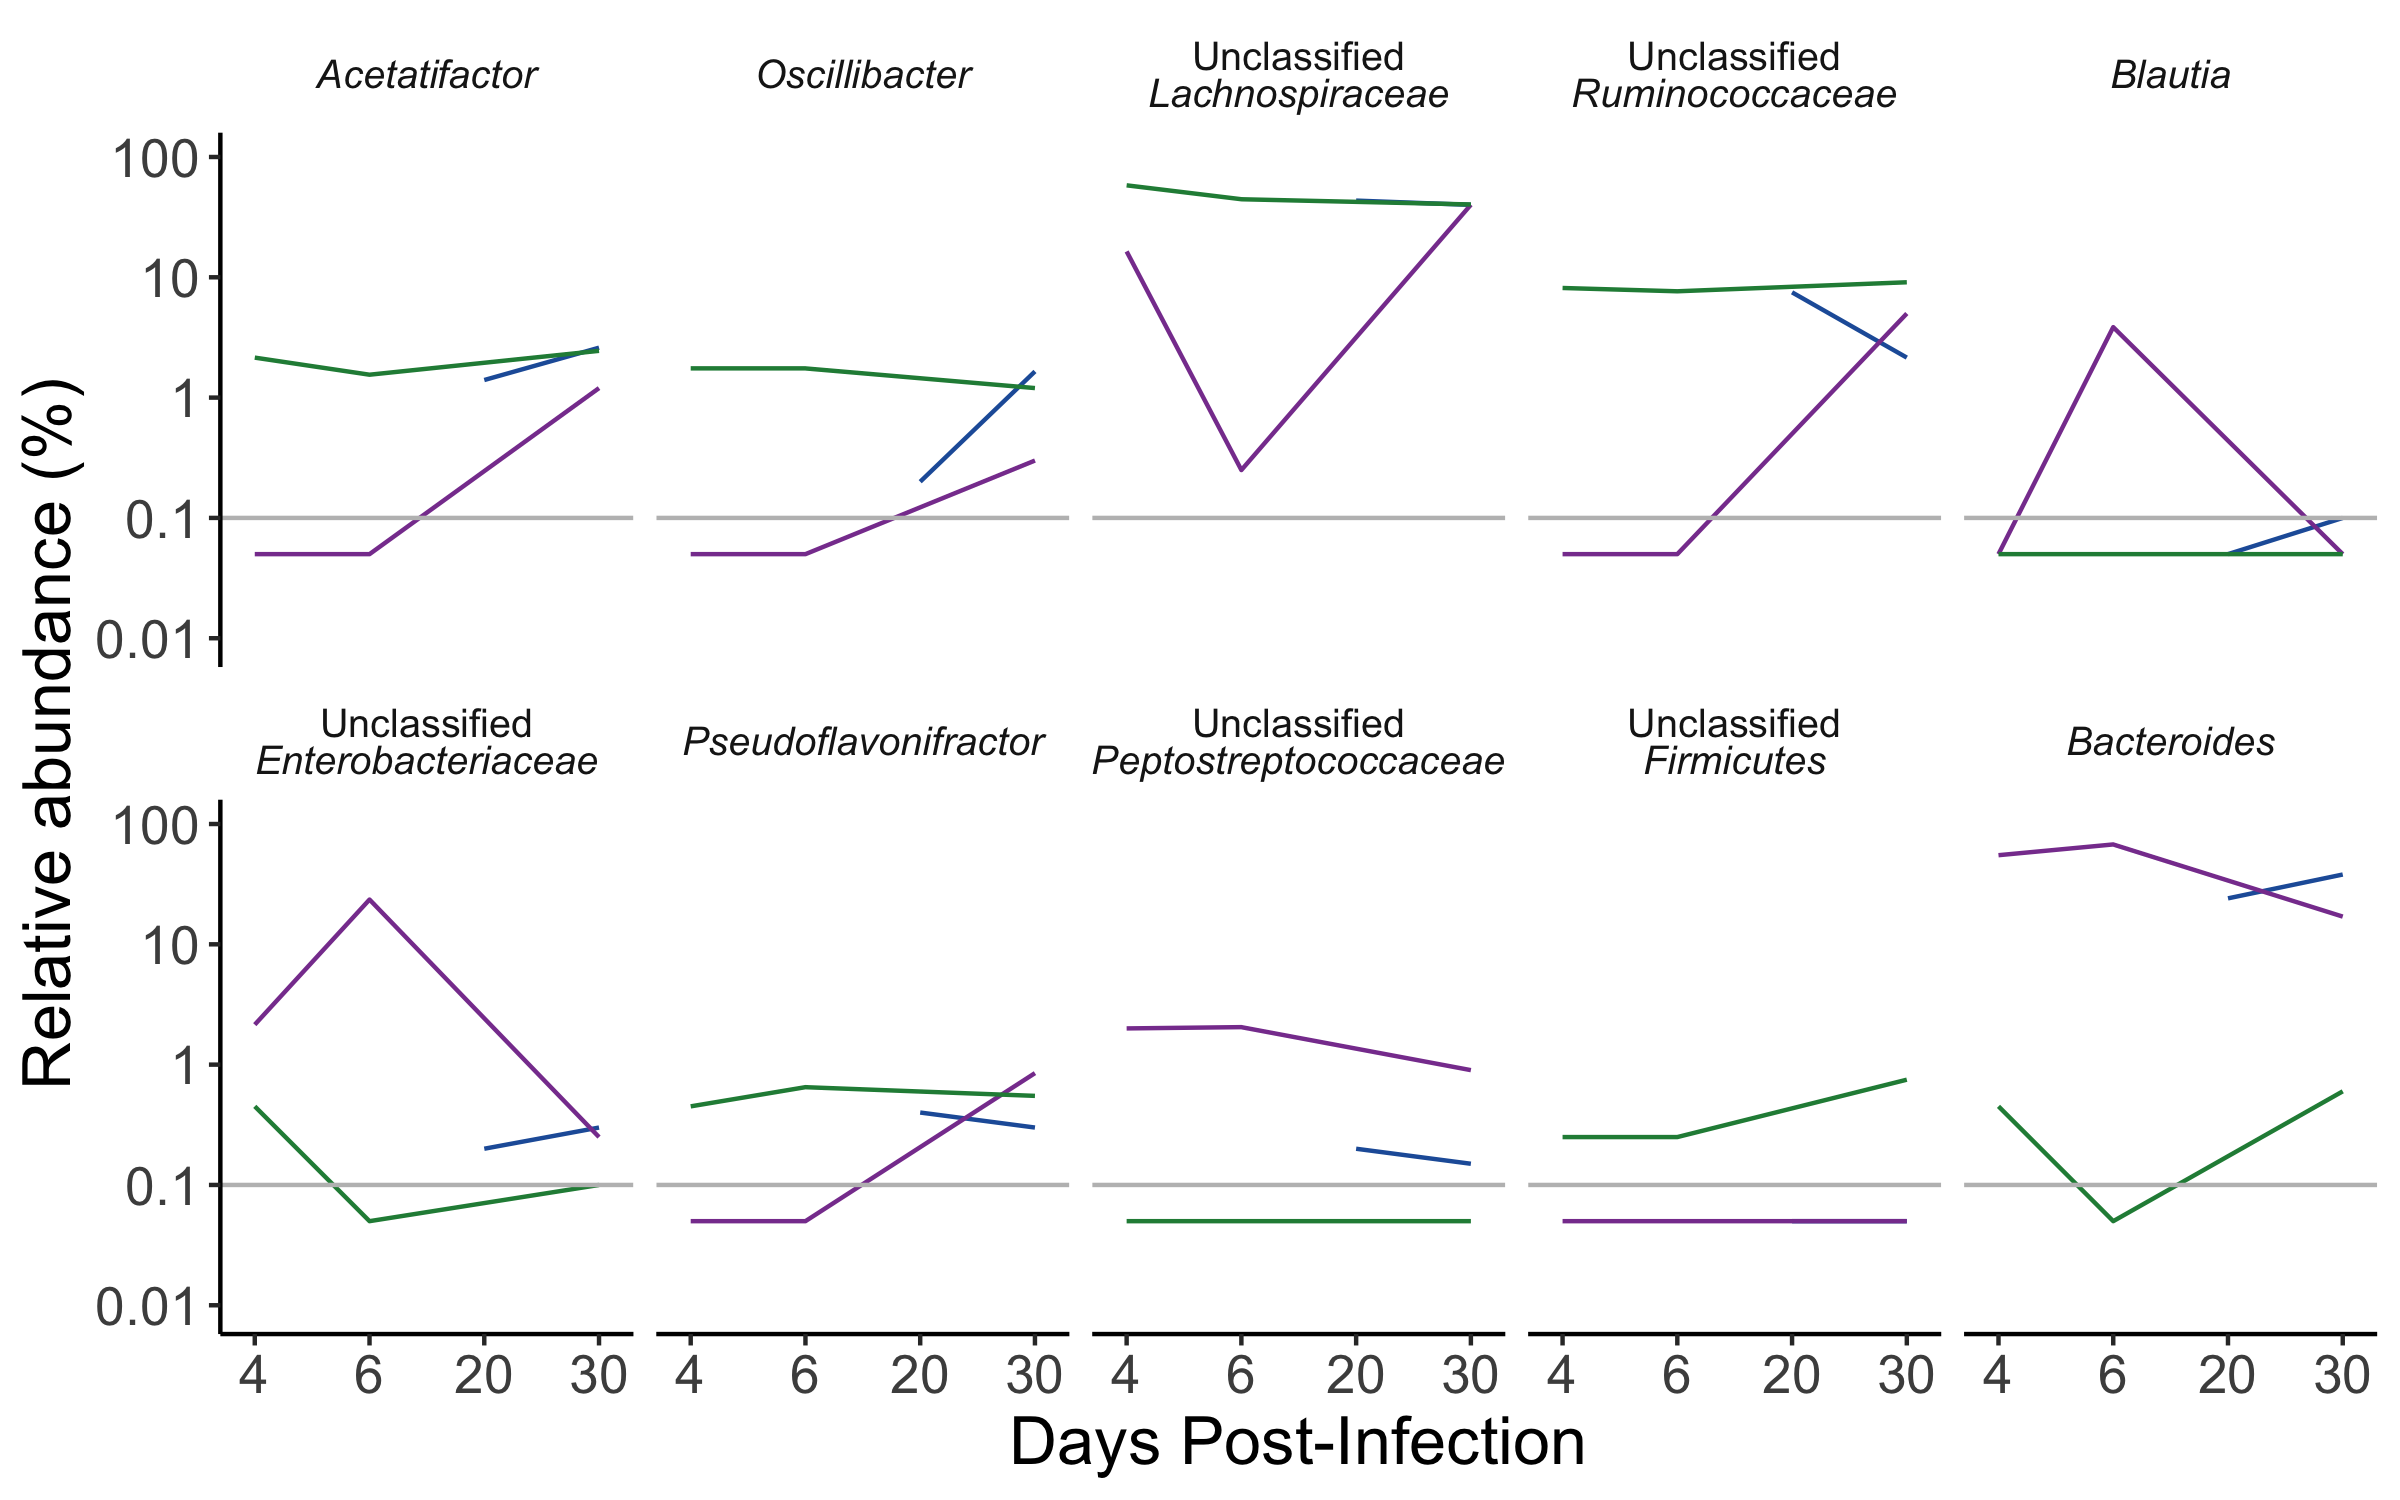 Acetatifactor
Oscillibacter
Unclassified
Lachnospiraceae
Unclassified
Ruminococcaceae
Blautia
100
10
1
0.1
0.01
Relative abundance (%)
Unclassified
Enterobacteriaceae
Pseudoflavonifractor
Unclassified
Peptostreptococcaceae
Unclassified
Firmicutes
Bacteroides
100
10
1
0.1
0.01
4 6 20 30
4 6 20 30
4 6 20 30
4 6 20 30
4 6 20 30
Days Post-Infection